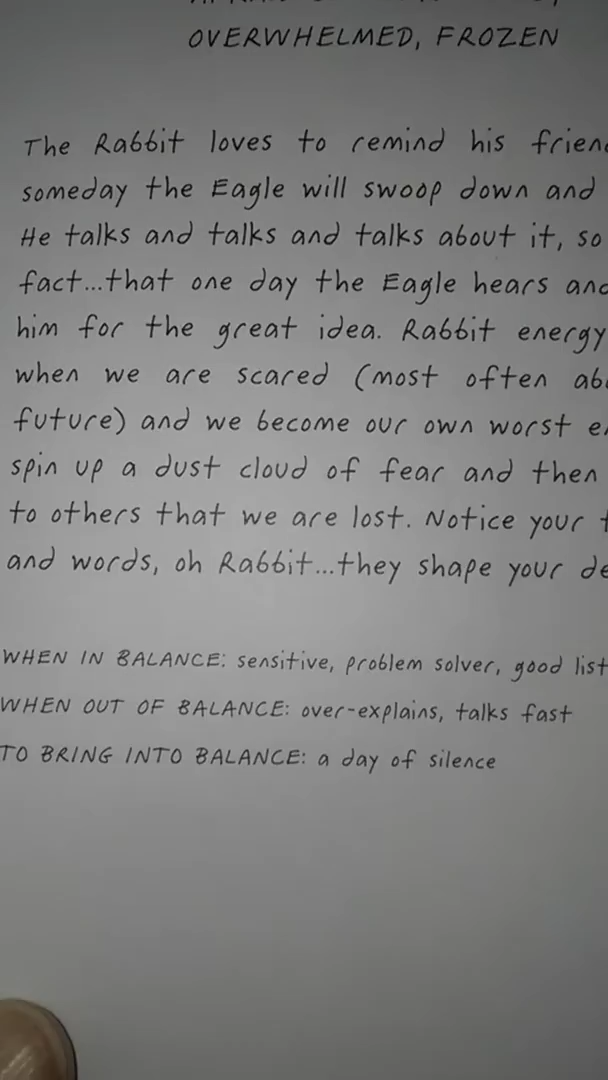 OVERWHELMED, FROZEN
The Rabbit loves to remind his
someday the Eagle will swoop down and
He talks and talks and talks about it, so
fact...that one day the Eagle hears
him for the great idea. Rabbit energy
when we are scared (most often
future) and we become our own worst
spin up a dust cloud of fear and then
to others that we are lost. Notice your
and words, oh Rabbit...they shape your
WHEN IN BALANCE: sensitive, problem solver, good
WHEN OUT OF BALANCE: over-explains, talks fast
TO BRING INTO BALANCE: a day of silence